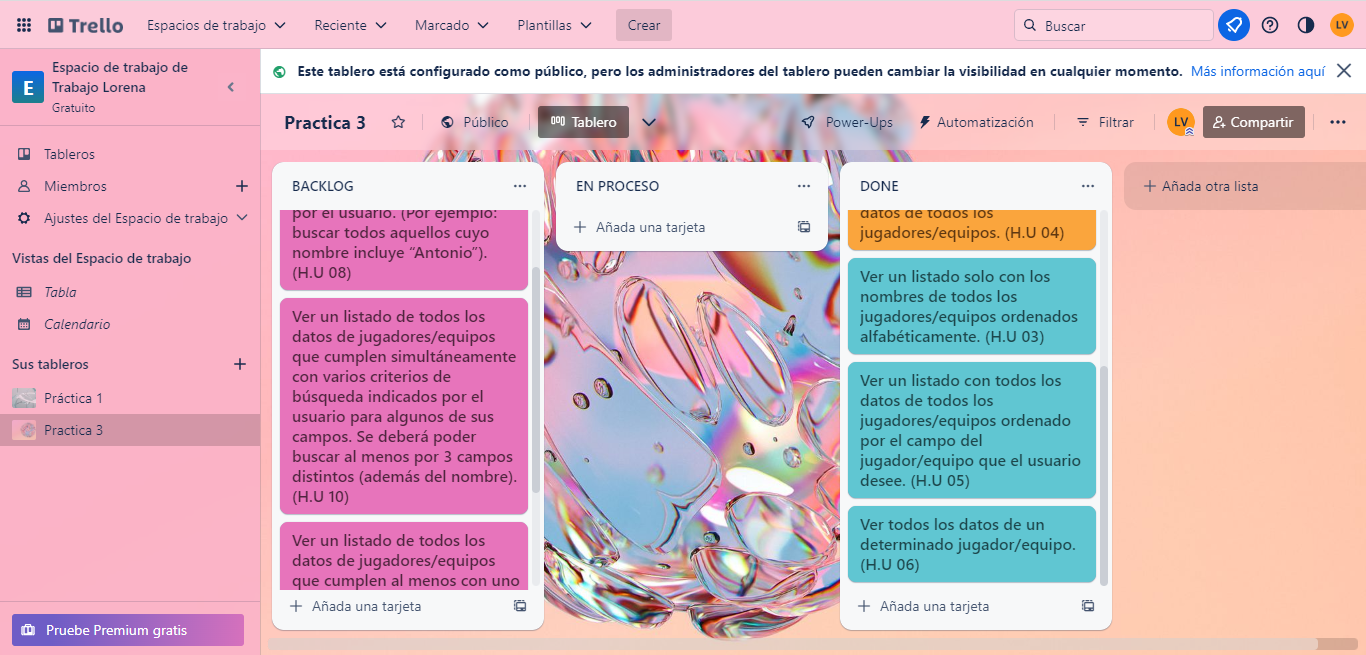 Trello
Espacios de trabajo
Reciente
Marcado
Plantillas
Crear
Buscar
LV
E
Espacio de trabajo de
Trabajo Lorena
Gratuito
Este tablero está configurado como público, pero los administradores del tablero pueden cambiar la visibilidad en cualquier momento. Más información aquí
Practica 3
Público
Tablero
Power-Ups
Automatización
Filtrar
LV
Compartir
Tableros
Miembros
Ajustes del Espacio de trabajo
Vistas del Espacio de trabajo
Tabla
Calendario
Sus tableros
Práctica 1
Practica 3
Pruebe Premium gratis
BACKLOG
por el usuario. (Por ejemplo:
buscar todos aquellos cuyo
nombre incluye “Antonio”).
(H.U 08)
Ver un listado de todos los
datos de jugadores/equipos
que cumplen simultáneamente
con varios criterios de
búsqueda indicados por el
usuario para algunos de sus
campos. Se deberá poder
buscar al menos por 3 campos
distintos (además del nombre).
(H.U 10)
Ver un listado de todos los
datos de jugadores/equipos
que cumplen al menos con uno
Añada una tarjeta
EN PROCESO
Añada una tarjeta
DONE
datos de todos los
jugadores/equipos. (H.U 04)
Ver un listado solo con los
nombres de todos los
jugadores/equipos ordenados
alfabéticamente. (H.U 03)
Ver un listado con todos los
datos de todos los
jugadores/equipos ordenado
por el campo del
jugador/equipo que el usuario
desee. (H.U 05)
Ver todos los datos de un
determinado jugador/equipo.
(H.U 06)
Añada una tarjeta
Añada otra lista